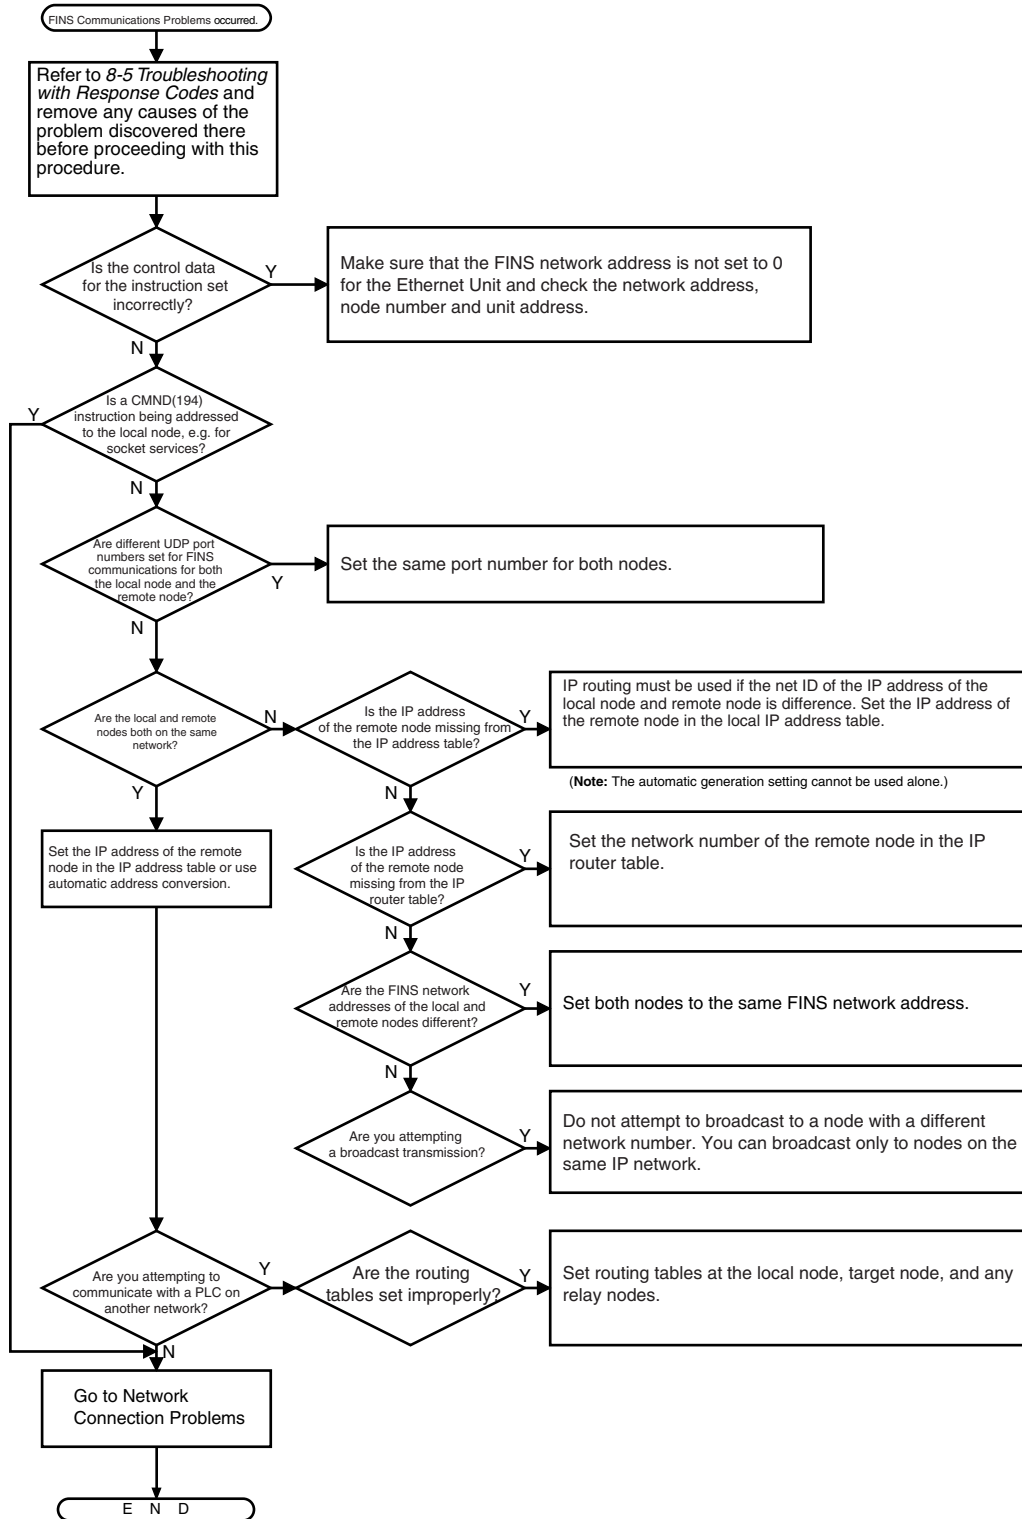 FINS Communications Problems occurred.
Refer to 8-5 Troubleshooting
with Response Codes and
remove any causes of the
problem discovered there
before proceeding with this
procedure.
Is the control data
for the instruction set
incorrectly?
Y
Make sure that the FINS network address is not set to 0
for the Ethernet Unit and check the network address,
node number and unit address.
N
Is a CMND(194)
instruction being addressed
to the local node, e.g. for
socket services?
Y
N
Are different UDP port
numbers set for FINS
communications for both
the local node and the
remote node?
Y
Set the same port number for both nodes.
N
Are the local and remote
nodes both on the same
network?
N
Is the IP address
of the remote node missing from
the IP address table?
Y
IP routing must be used if the net ID of the IP address of the
local node and remote node is difference. Set the IP address of
the remote node in the local IP address table.
(Note: The automatic generation setting cannot be used alone.)
Y
N
Set the IP address of the remote
node in the IP address table or use
automatic address conversion.
Is the IP address
of the remote node
missing from the IP
router table?
Y
Set the network number of the remote node in the IP
router table.
N
Are the FINS network
addresses of the local and
remote nodes different?
Y
Set both nodes to the same FINS network address.
N
Are you attempting
a broadcast transmission?
Y
Do not attempt to broadcast to a node with a different
network number. You can broadcast only to nodes on the
same IP network.
Are you attempting to
communicate with a PLC on
another network?
Y
Are the routing
tables set improperly?
Y
Set routing tables at the local node, target node, and any
relay nodes.
N
Go to Network
Connection Problems
E N D